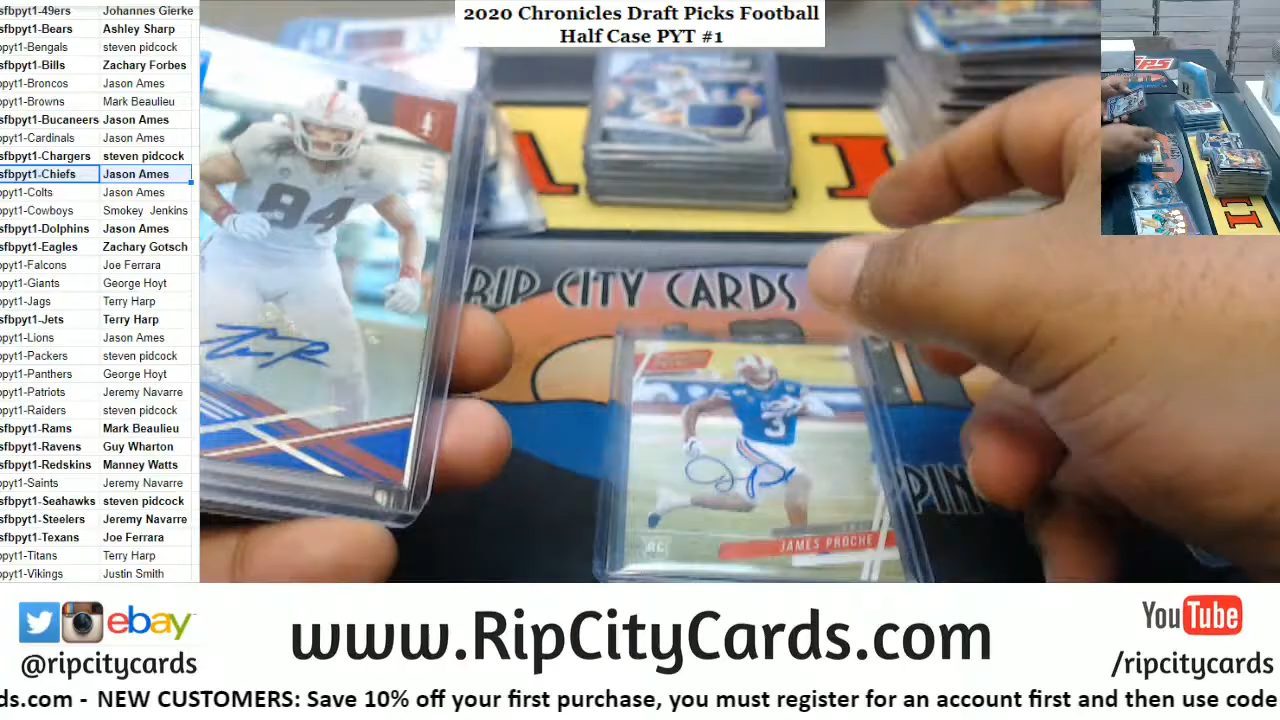 2020 Chronicles Draft Picks Football
Half Case PYT #1
sfbpyt1-49ers Johannes Gierke
sfbpyt1-Bears Ashley Sharp
pyt1-Bengals steven pidcock
sfbpyt1-Bills Zachary Forbes
pyt1-Broncos Jason Ames
pyt1-Browns Mark Beaulieu
sfbpyt1-Bucaneers Jason Ames
pyt1-Cardinals Jason Ames
sfbpyt1-Chargers steven pidcock
sfbpyt1-Chiefs Jason Ames
pyt1-Colts Jason Ames
pyt1-Cowboys Smokey Jenkins
sfbpyt1-Dolphins Jason Ames
sfbpyt1-Eagles Zachary Gotsch
pyt1-Falcons Joe Ferrara
pyt1-Giants George Hoyt
pyt1-Jags Terry Harp
sfbpyt1-Jets Terry Harp
pyt1-Lions Jason Ames
pyt1-Packers steven pidcock
pyt1-Panthers George Hoyt
pyt1-Patriots Jeremy Navarre
pyt1-Raiders steven pidcock
sfbpyt1-Rams Mark Beaulieu
sfbpyt1-Ravens Guy Wharton
sfbpyt1-Redskins Manney Watts
pyt1-Saints Jeremy Navarre
sfbpyt1-Seahawks steven pidcock
sfbpyt1-Steelers Jeremy Navarre
sfbpyt1-Texans Joe Ferrara
pyt1-Titans Terry Harp
pyt1-Vikings Justin Smith
84
RIP CITY CARDS
3
PIN
RC
JAMES PROCHE
ebay
@ripcitycards
www.RipCityCards.com
YouTube
/ripcitycards
ds.com - NEW CUSTOMERS: Save 10% off your first purchase, you must register for an account first and then use code